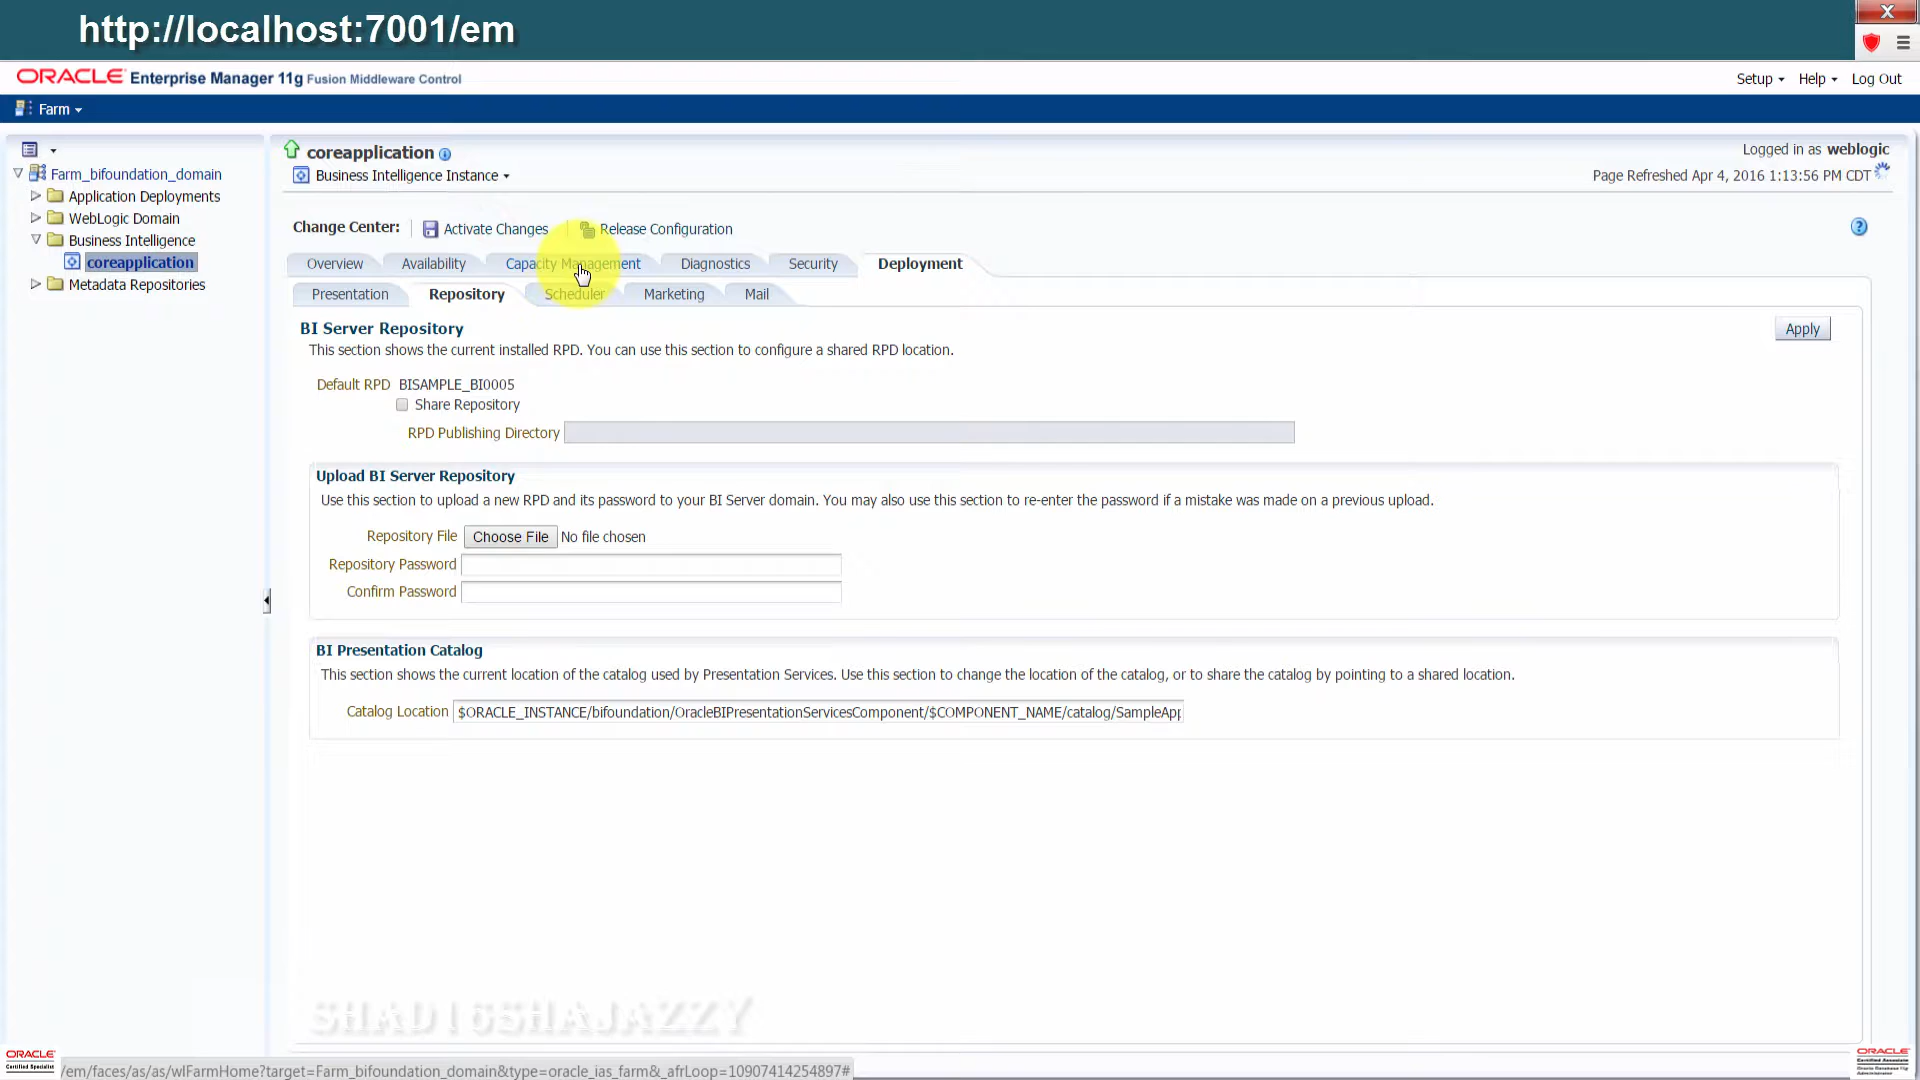 http://localhost:7001/em
X
ORACLE Enterprise Manager 11g Fusion Middleware Control
Setup Help Log Out
Farm
coreapplication
Logged in as weblogic
Business Intelligence Instance
Page Refreshed Apr 4, 2016 1:13:56 PM CDT
Farm_bifoundation_domain
Application Deployments
WebLogic Domain
Business Intelligence
coreapplication
Metadata Repositories
Change Center: Activate Changes Release Configuration
Overview Availability Capacity Management Diagnostics Security Deployment
Presentation Repository Scheduler Marketing Mail
BI Server Repository
Apply
This section shows the current installed RPD. You can use this section to configure a shared RPD location.
Default RPD BISAMPLE_BI0005
Share Repository
RPD Publishing Directory
Upload BI Server Repository
Use this section to upload a new RPD and its password to your BI Server domain. You may also use this section to re-enter the password if a mistake was made on a previous upload.
Repository File Choose File No file chosen
Repository Password
Confirm Password
BI Presentation Catalog
This section shows the current location of the catalog used by Presentation Services. Use this section to change the location of the catalog, or to share the catalog by pointing to a shared location.
Catalog Location $ORACLE_INSTANCE/bifoundation/OracleBIPresentationServicesComponent/$COMPONENT_NAME/catalog/SampleApp
SHAD16SHAJAZZY
ORACLE
Certified Specialist
/em/faces/as/as/wlFarmHome?target=Farm_bifoundation_domain&type=oracle_ias_farm&_afrLoop=10907414254897#
ORACLE
Certified Associate